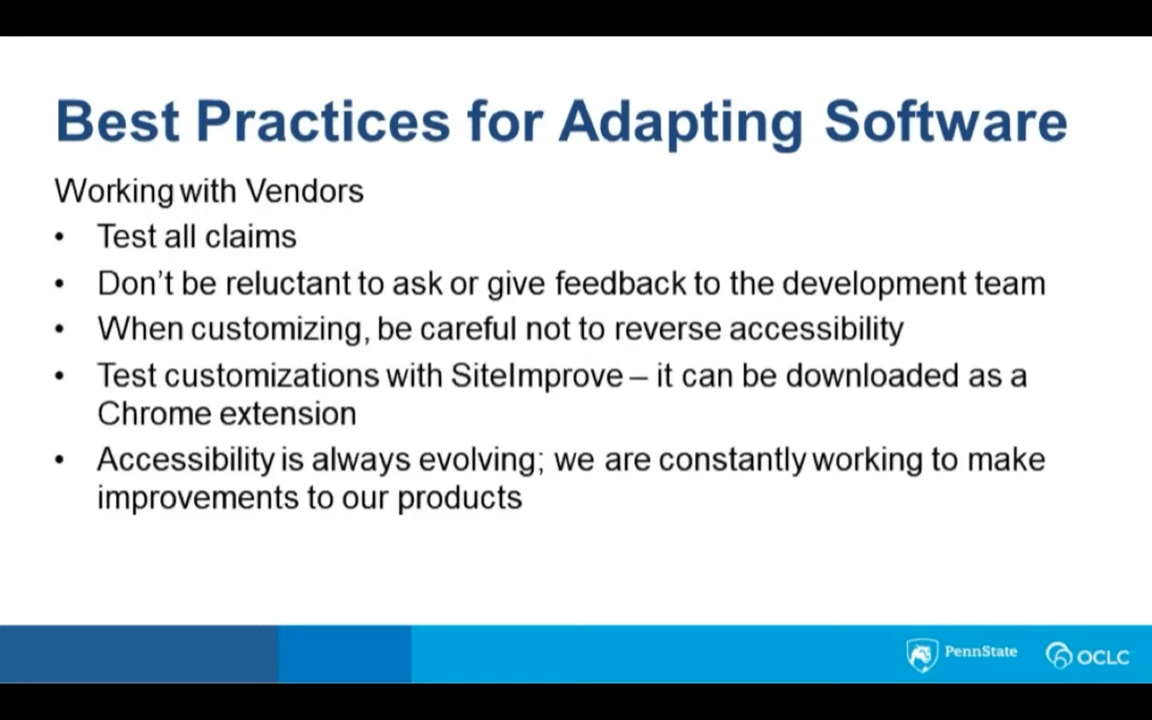 Best Practices for Adapting Software
Working with Vendors
• Test all claims
• Don't be reluctant to ask or give feedback to the development team
• When customizing, be careful not to reverse accessibility
• Test customizations with SiteImprove – it can be downloaded as a
Chrome extension
• Accessibility is always evolving; we are constantly working to make
improvements to our products
PennState
OCLC